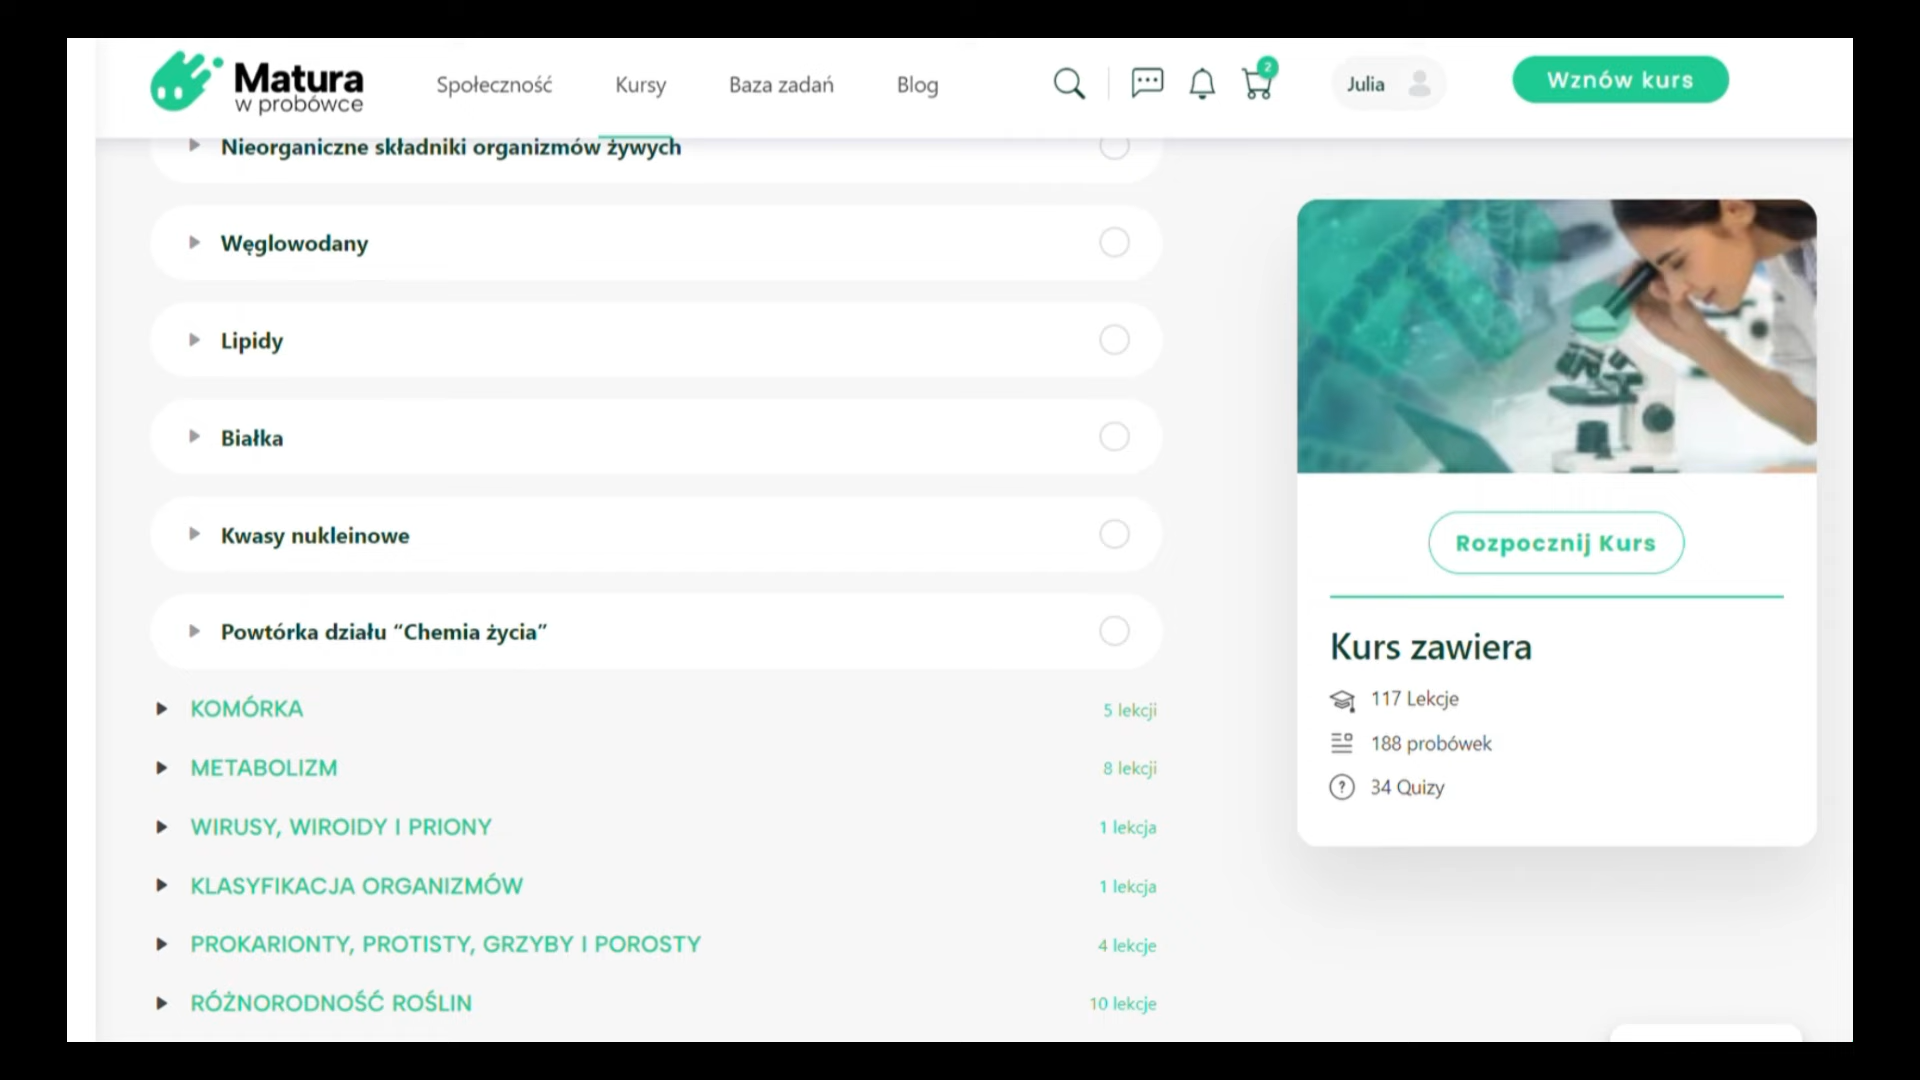 Matura
w probówce
Społeczność
Kursy
Baza zadań
Blog
2
Julia
Wznów kurs
Nieorganiczne składniki organizmów żywych
Węglowodany
Lipidy
Białka
Kwasy nukleinowe
Powtórka działu “Chemia życia”
KOMÓRKA 5 lekcji
METABOLIZM 8 lekcji
WIRUSY, WIROIDY I PRIONY 1 lekcja
KLASYFIKACJA ORGANIZMÓW 1 lekcja
PROKARIONTY, PROTISTY, GRZYBY I POROSTY 4 lekcje
RÓŻNORODNOŚĆ ROŚLIN 10 lekcje
Rozpocznij Kurs
Kurs zawiera
117 Lekcje
188 probówek
34 Quizy